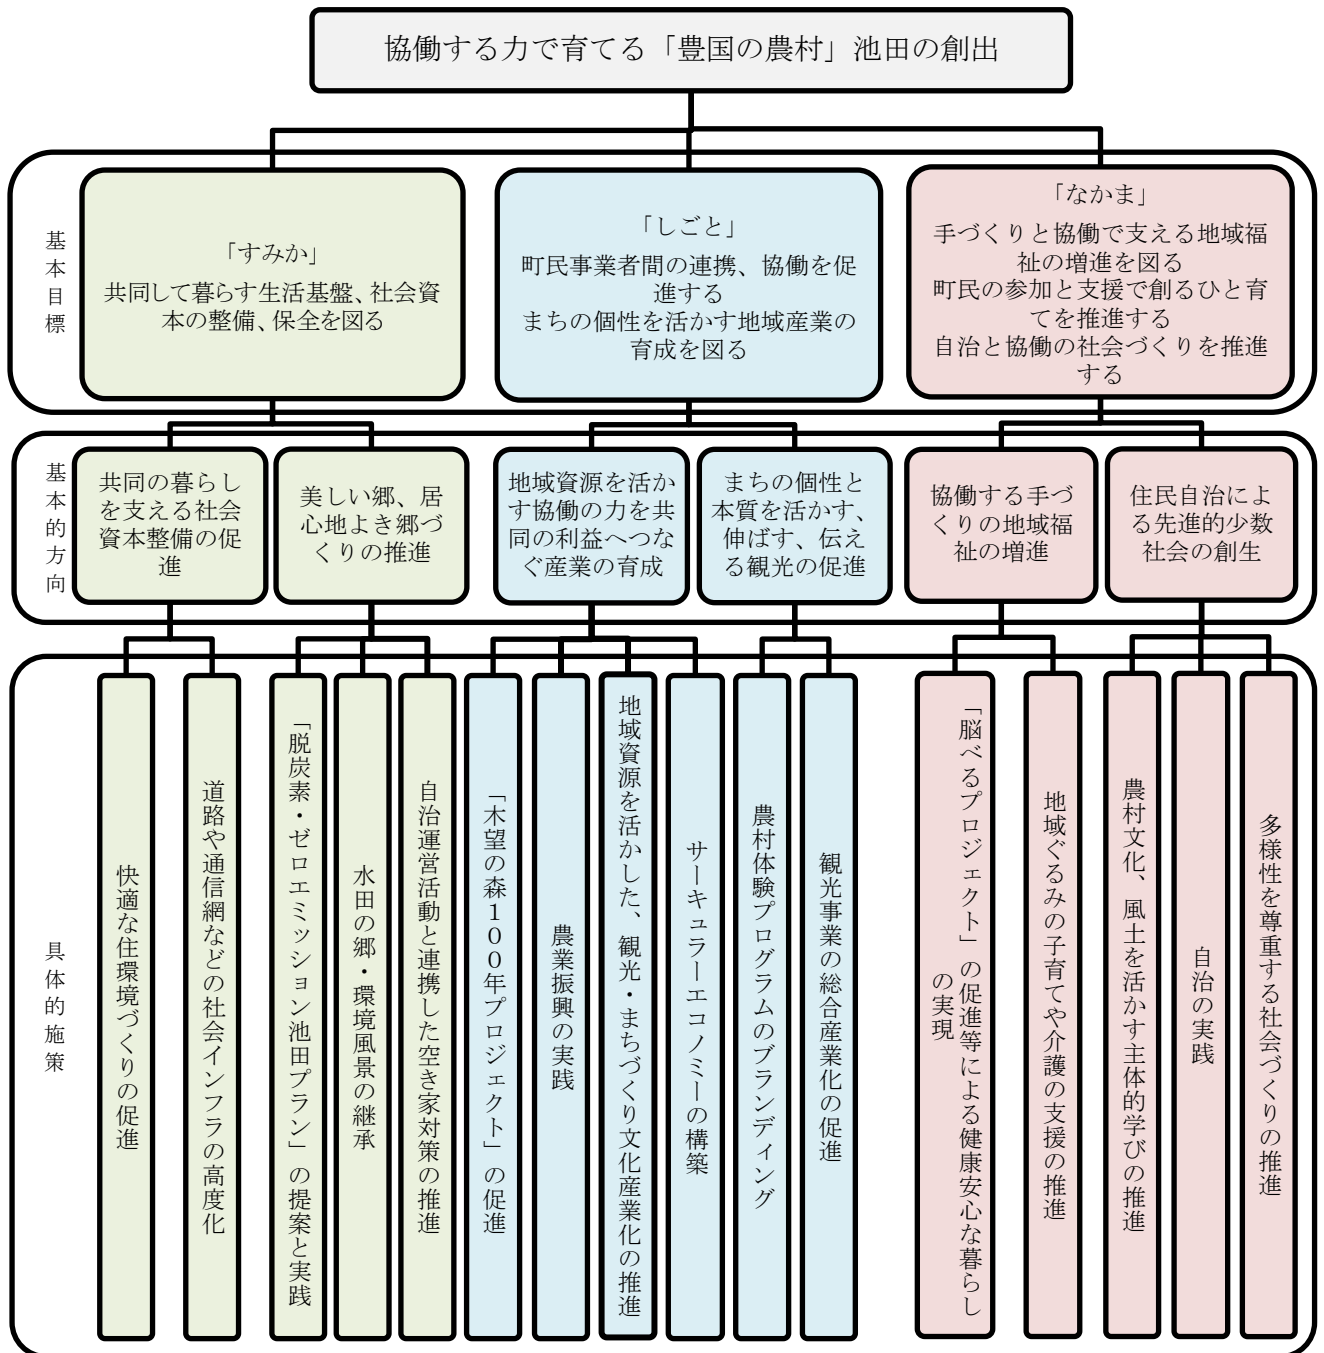 協働する力で育てる「豊国の農村」池田の創出
基本目標
「すみか」
共同して暮らす生活基盤、社会資
本の整備、保全を図る
「しごと」
町民事業者間の連携、協働を促
進する
まちの個性を活かす地域産業の
育成を図る
「なかま」
手づくりと協働で支える地域福
祉の増進を図る
町民の参加と支援で創るひと育
てを推進する
自治と協働の社会づくりを推進
する
基本的方向
共同の暮らし
を支える社会
資本整備の促
進
美しい郷、居
心地よき郷づ
くりの推進
地域資源を活か
す協働の力を共
同の利益へつな
ぐ産業の育成
まちの個性と
本質を活かす、
伸ばす、伝え
る観光の促進
協働する手づ
くりの地域福
祉の増進
住民自治によ
る先進的少数
社会の創生
具体的施策
快適な住環境づくりの促進
道路や通信網などの社会インフラの高度化
「脱炭素・ゼロエミッション池田プラン」の提案と実践
水田の郷・環境風景の継承
自治運営活動と連携した空き家対策の推進
「木望の森１００年プロジェクト」の促進
農業振興の実践
地域資源を活かした、観光・まちづくり文化産業化の推進
サーキュラーエコノミーの構築
農村体験プログラムのブランディング
観光事業の総合産業化の促進
「脳べるプロジェクト」の促進等による健康安心な暮らし
の実現
地域ぐるみの子育てや介護の支援の推進
農村文化、風土を活かす主体的学びの推進
自治の実践
多様性を尊重する社会づくりの推進